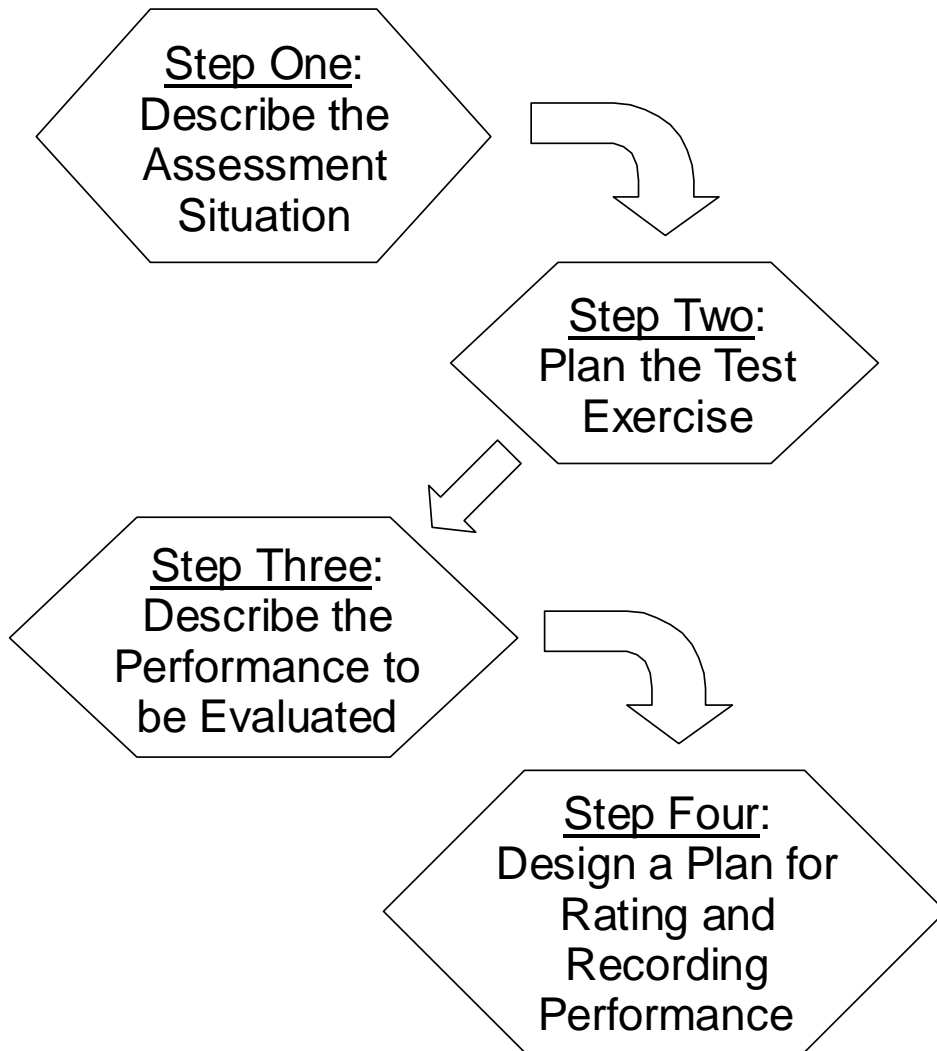 Step One:
Describe the
Assessment
Situation
Step Two:
Plan the Test
Exercise
Step Three:
Describe the
Performance to
be Evaluated
Step Four:
Design a Plan for
Rating and
Recording
Performance